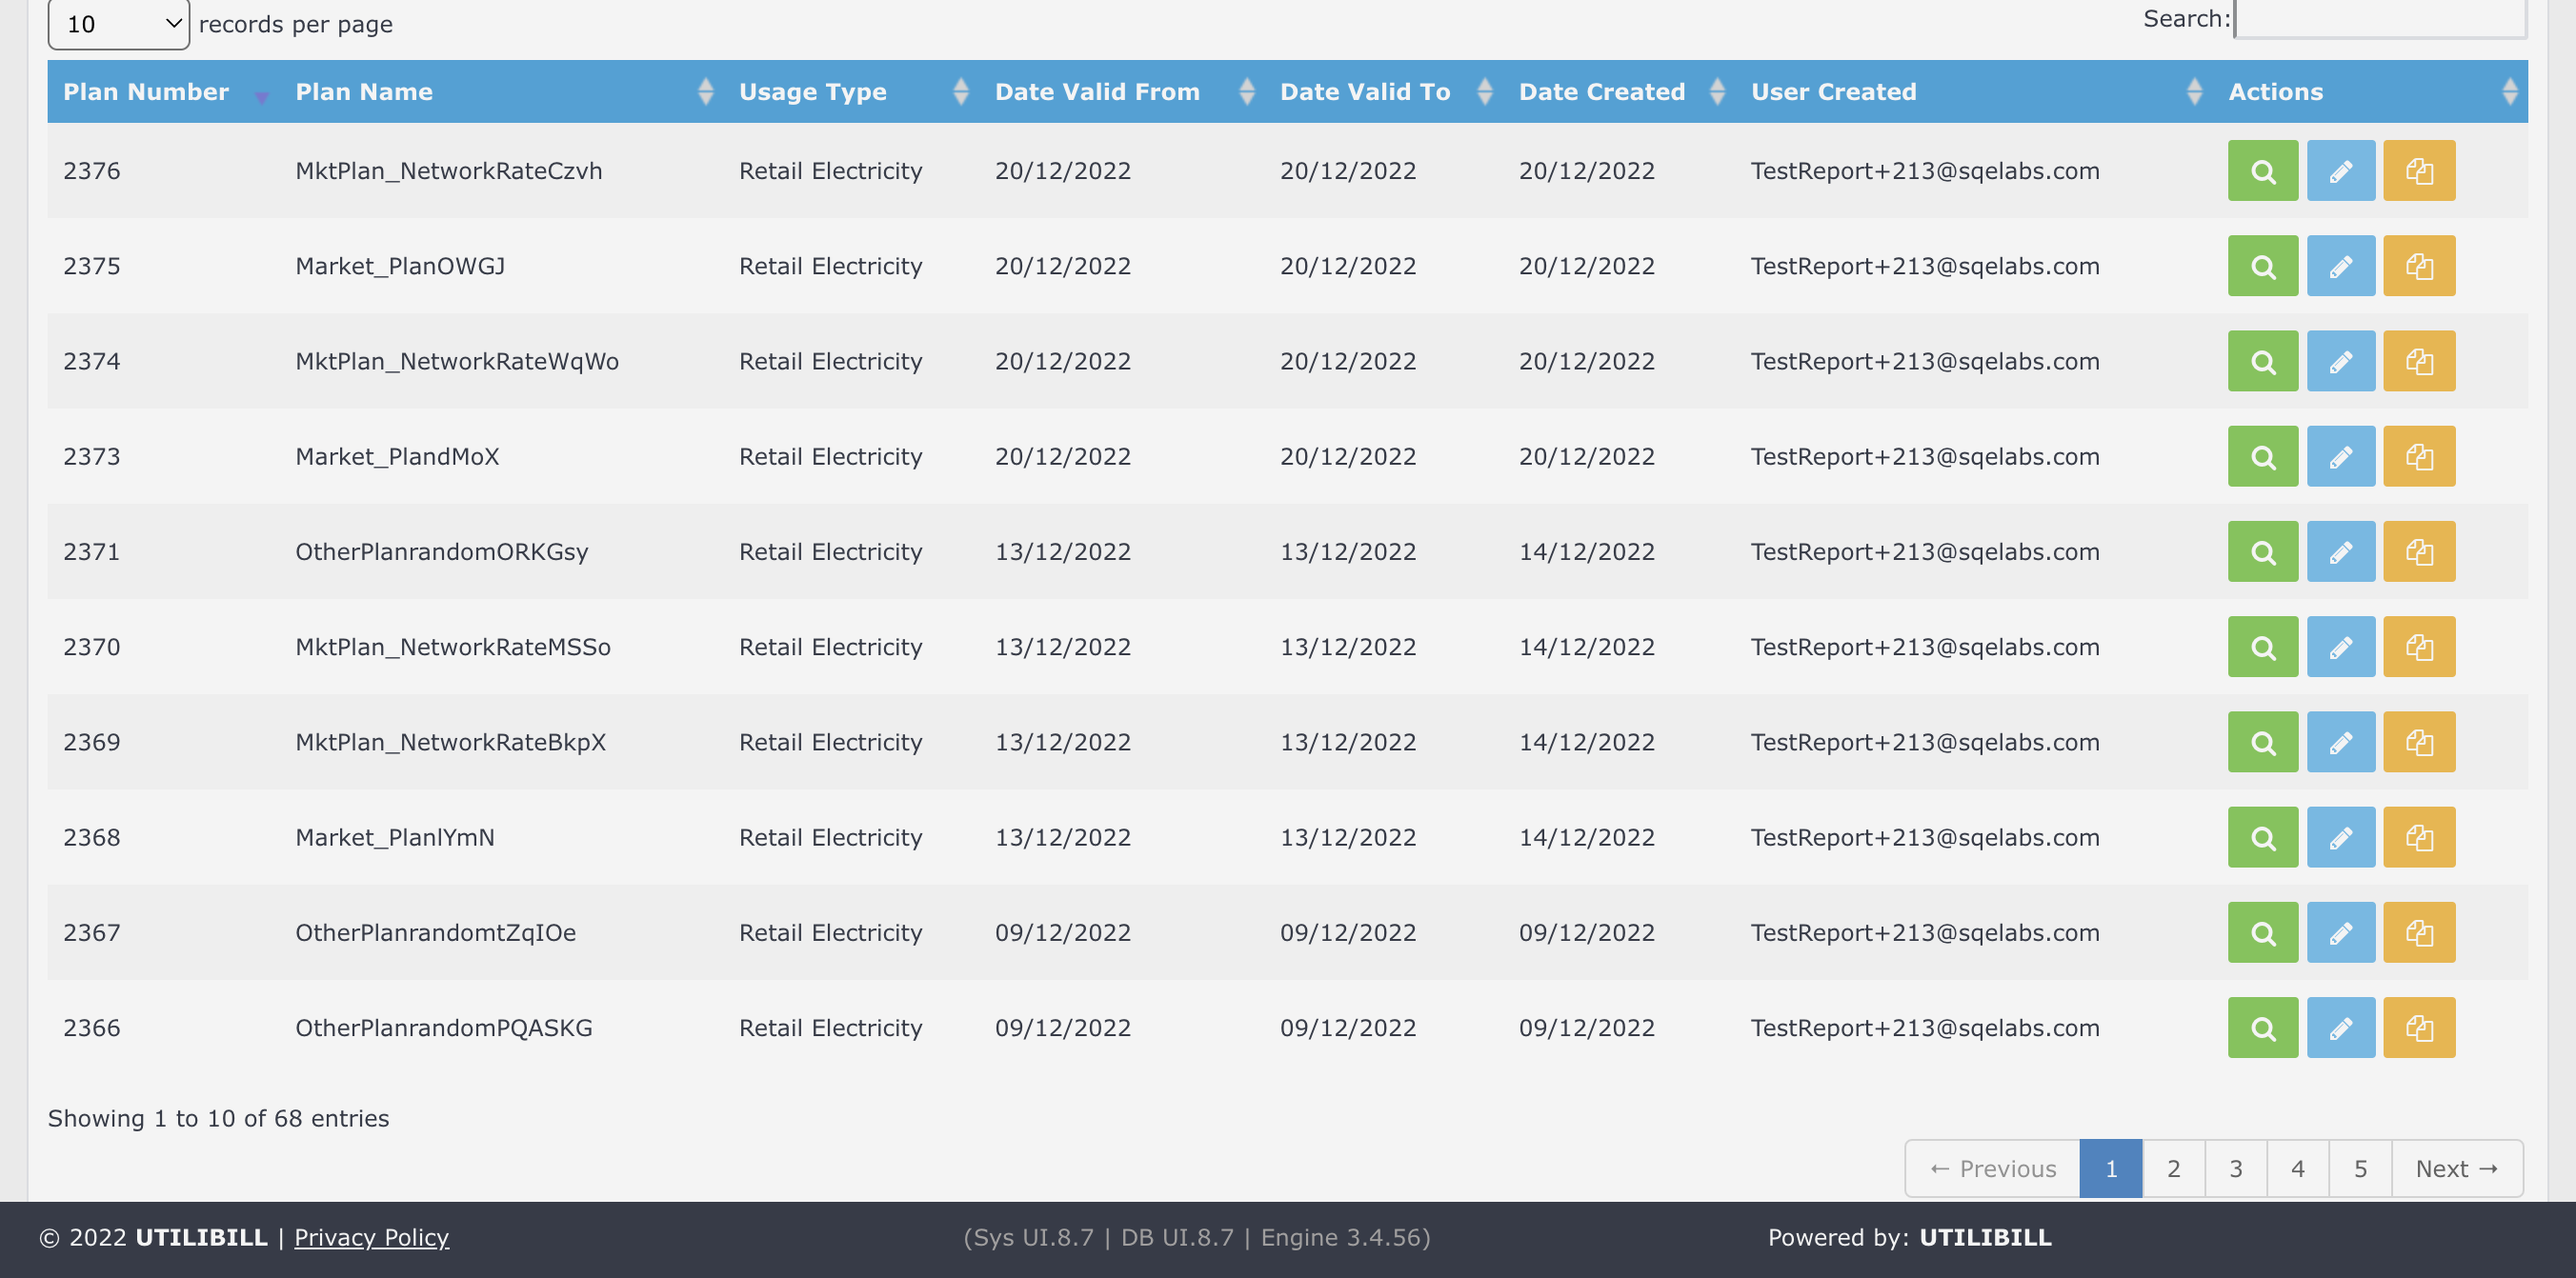 10 records per page Search:
Plan Number Plan Name Usage Type Date Valid From Date Valid To Date Created User Created Actions
2376 MktPlan_NetworkRateCzvh Retail Electricity 20/12/2022 20/12/2022 20/12/2022 TestReport+213@sqelabs.com
2375 Market_PlanOWGJ Retail Electricity 20/12/2022 20/12/2022 20/12/2022 TestReport+213@sqelabs.com
2374 MktPlan_NetworkRateWqWo Retail Electricity 20/12/2022 20/12/2022 20/12/2022 TestReport+213@sqelabs.com
2373 Market_PlandMoX Retail Electricity 20/12/2022 20/12/2022 20/12/2022 TestReport+213@sqelabs.com
2371 OtherPlanrandomORKGsy Retail Electricity 13/12/2022 13/12/2022 14/12/2022 TestReport+213@sqelabs.com
2370 MktPlan_NetworkRateMSSo Retail Electricity 13/12/2022 13/12/2022 14/12/2022 TestReport+213@sqelabs.com
2369 MktPlan_NetworkRateBkpX Retail Electricity 13/12/2022 13/12/2022 14/12/2022 TestReport+213@sqelabs.com
2368 Market_PlanlYmN Retail Electricity 13/12/2022 13/12/2022 14/12/2022 TestReport+213@sqelabs.com
2367 OtherPlanrandomtZqIOe Retail Electricity 09/12/2022 09/12/2022 09/12/2022 TestReport+213@sqelabs.com
2366 OtherPlanrandomPQASKG Retail Electricity 09/12/2022 09/12/2022 09/12/2022 TestReport+213@sqelabs.com
Showing 1 to 10 of 68 entries
← Previous 1 2 3 4 5 Next →
© 2022 UTILIBILL | Privacy Policy (Sys UI.8.7 | DB UI.8.7 | Engine 3.4.56) Powered by: UTILIBILL